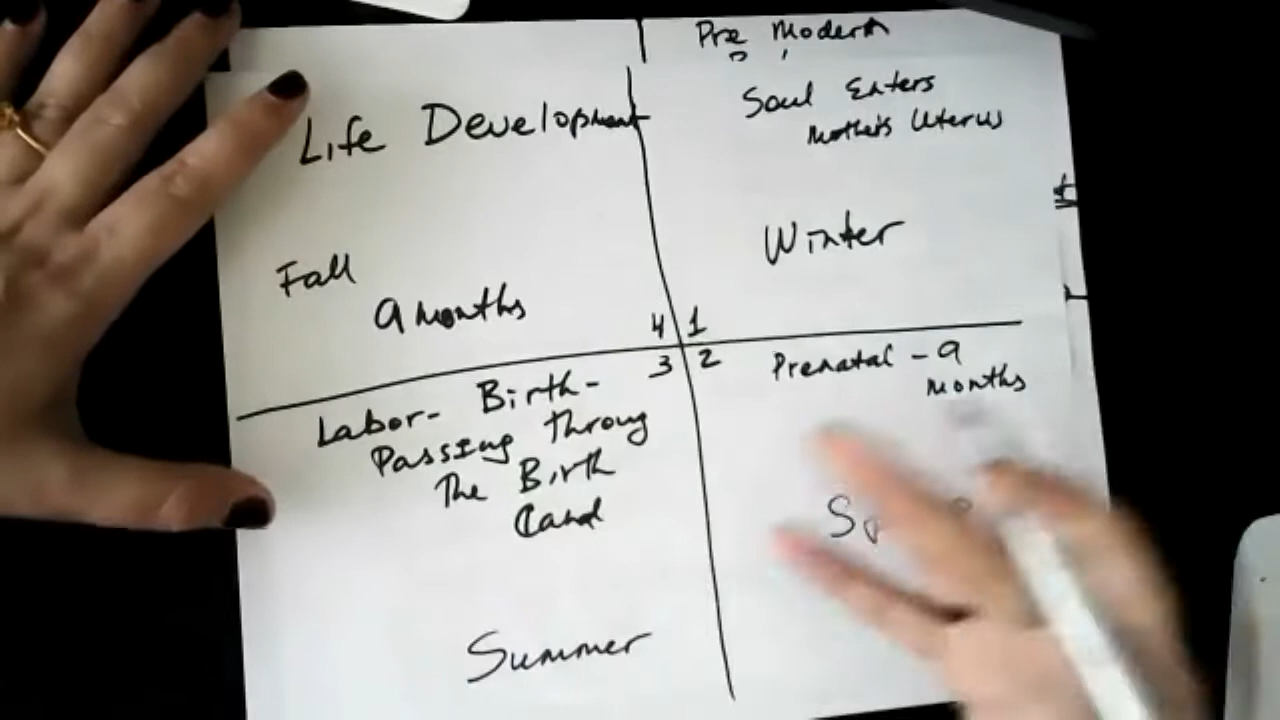 Pre Modern
Soul Enters
Mother's Uterus
Winter
Life Development
Fall
9 months
4 1
3 2
Prenatal - 9
months
Labor - Birth -
Passing throug
The Birth
Canal
Summer